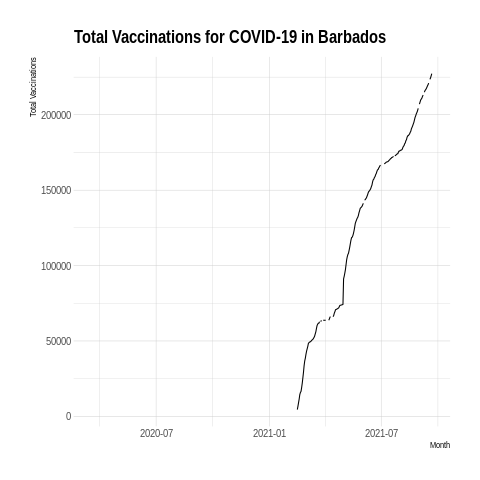 Total Vaccinations for COVID-19 in Barbados
Total Vaccinations
200000
150000
100000
50000
0
2020-07 2021-01 2021-07
Month